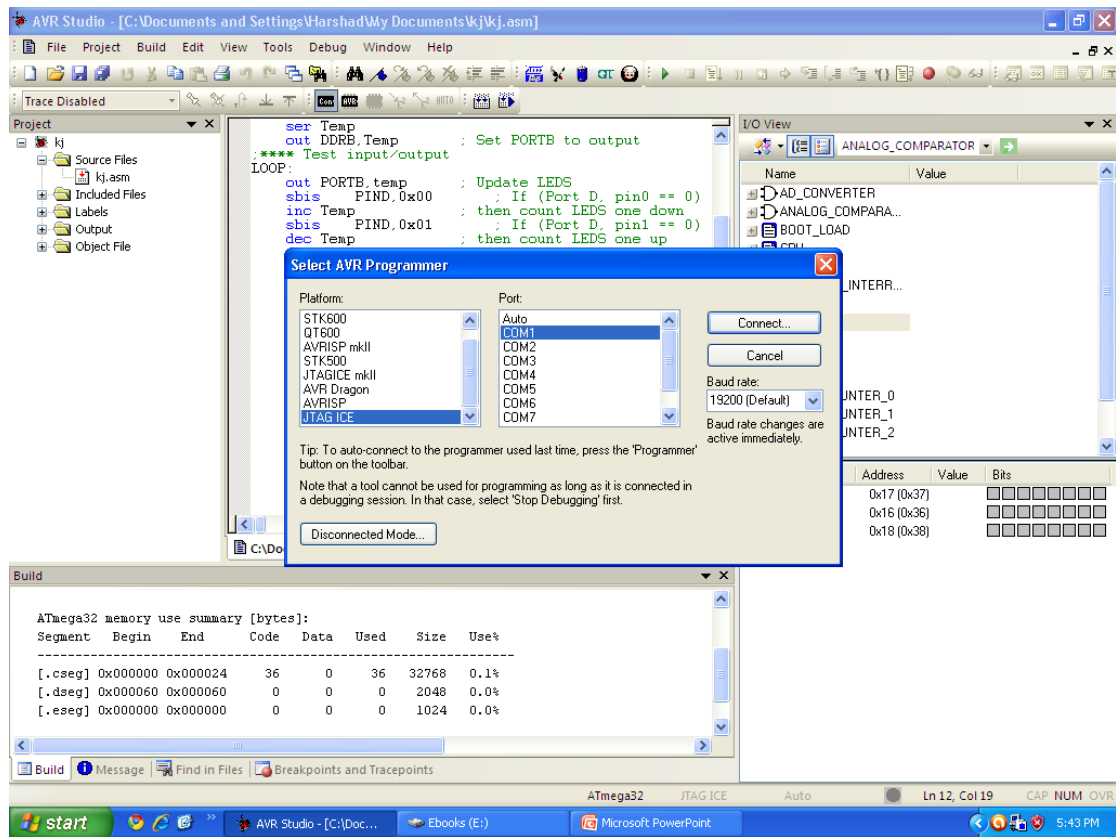 AVR Studio - [C:\Documents and Settings\Harshad\My Documents\kj\kj.asm]
File Project Build Edit View Tools Debug Window Help
Trace Disabled
Con AVR AUTO
Project
kj
Source Files
kj.asm
Included Files
Labels
Output
Object File
ser Temp
out DDRB,Temp ; Set PORTB to output
;**** Test input/output
LOOP:
out PORTB,temp ; Update LEDS
sbis PIND,0x00 ; If (Port D, pin0 == 0)
inc Temp ; then count LEDS one down
sbis PIND,0x01 ; If (Port D, pin1 == 0)
dec Temp ; then count LEDS one up
C:\Do
I/O View
ANALOG_COMPARATOR
Name Value
AD_CONVERTER
ANALOG_COMPARA...
BOOT_LOAD
CPU
_INTERR...
UNTER_0
UNTER_1
UNTER_2
Address Value Bits
0x17 (0x37)
0x16 (0x36)
0x18 (0x38)
Select AVR Programmer
Platform:
STK600
QT600
AVRISP mkII
STK500
JTAGICE mkII
AVR Dragon
AVRISP
JTAG ICE
Port:
Auto
COM1
COM2
COM3
COM4
COM5
COM6
COM7
Connect...
Cancel
Baud rate:
19200 (Default)
Baud rate changes are
active immediately.
Tip: To auto-connect to the programmer used last time, press the 'Programmer'
button on the toolbar.
Note that a tool cannot be used for programming as long as it is connected in
a debugging session. In that case, select 'Stop Debugging' first.
Disconnected Mode...
Build
ATmega32 memory use summary [bytes]:
Segment Begin End Code Data Used Size Use%
---------------------------------------------------------------
[.cseg] 0x000000 0x000024 36 0 36 32768 0.1%
[.dseg] 0x000060 0x000060 0 0 0 2048 0.0%
[.eseg] 0x000000 0x000000 0 0 0 1024 0.0%
Build Message Find in Files Breakpoints and Tracepoints
ATmega32 JTAG ICE Auto Ln 12, Col 19 CAP NUM OVR
start AVR Studio - [C:\Doc... Ebooks (E:) Microsoft PowerPoint 5:43 PM